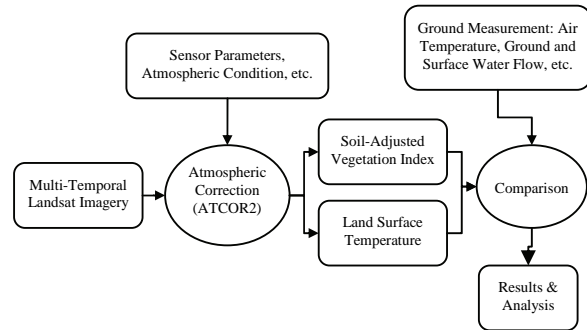 Sensor Parameters,
Atmospheric Condition, etc.
Ground Measurement: Air
Temperature, Ground and
Surface Water Flow, etc.
Multi-Temporal
Landsat Imagery
Atmospheric
Correction
(ATCOR2)
Soil-Adjusted
Vegetation Index
Land Surface
Temperature
Comparison
Results &
Analysis